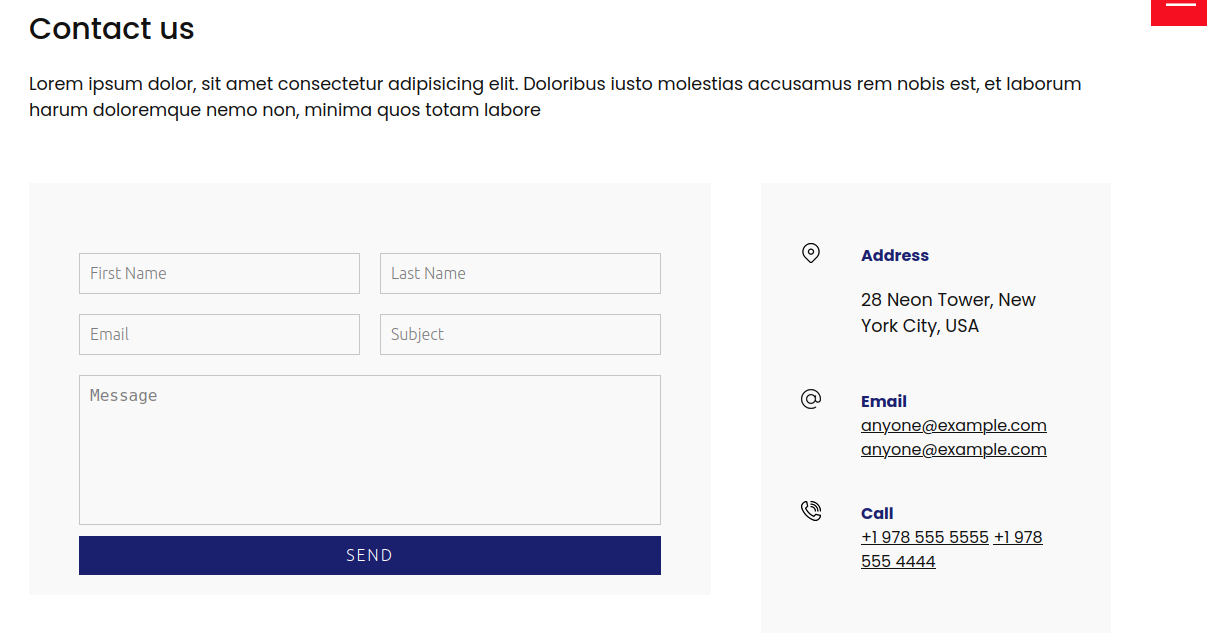 Contact us
Lorem ipsum dolor, sit amet consectetur adipisicing elit. Doloribus iusto molestias accusamus rem nobis est, et laborum
harum doloremque nemo non, minima quos totam labore
First Name
Last Name
Email
Subject
Message
SEND
Address
28 Neon Tower, New
York City, USA
Email
anyone@example.com
anyone@example.com
Call
+1 978 555 5555 +1 978
555 4444